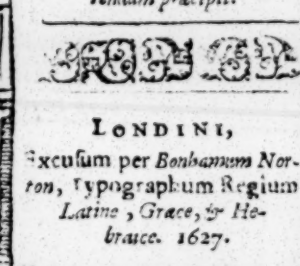 LONDINI,
Excusum per Bonhamum Nor-
ton, Typographum Regium
Latine, Græce, & He-
braice. 1627.